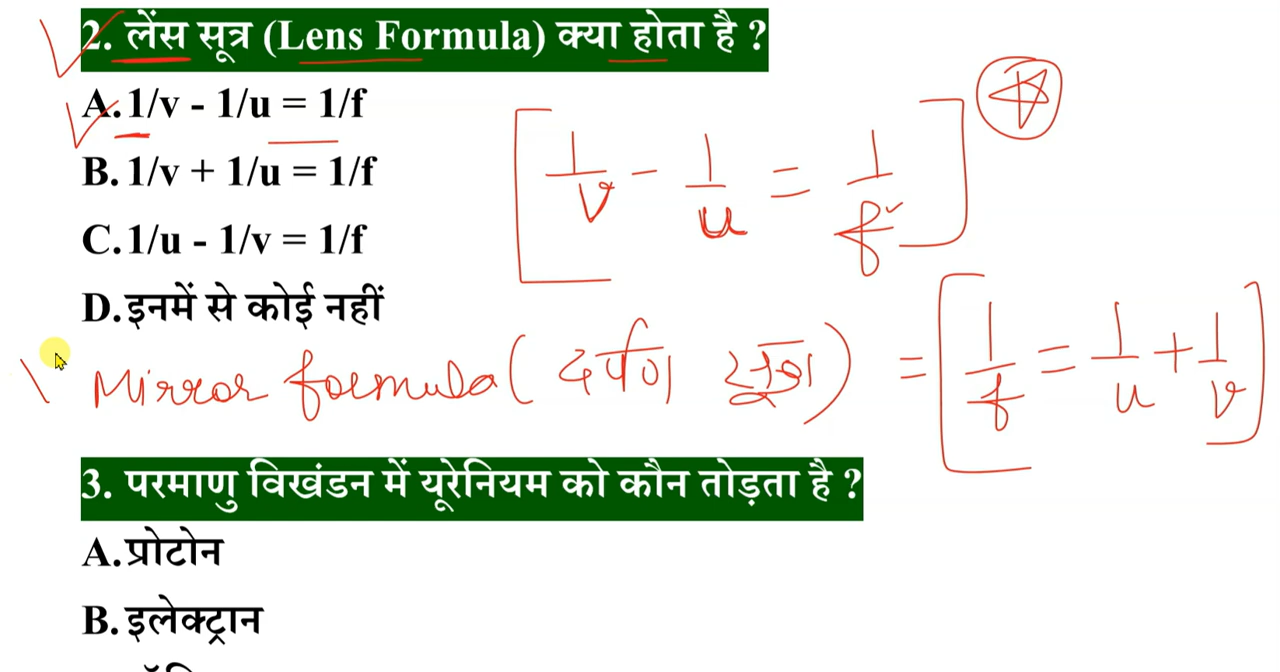 2. लेंस सूत्र (Lens Formula) क्या होता है ?
A. 1/v - 1/u = 1/f
B. 1/v + 1/u = 1/f
C. 1/u - 1/v = 1/f
D. इनमें से कोई नहीं
[1/v - 1/u = 1/f]
Mirror formula (दर्पण सूत्र) = [1/f = 1/u + 1/v]
3. परमाणु विखंडन में यूरेनियम को कौन तोड़ता है ?
A. प्रोटोन
B. इलेक्ट्रान